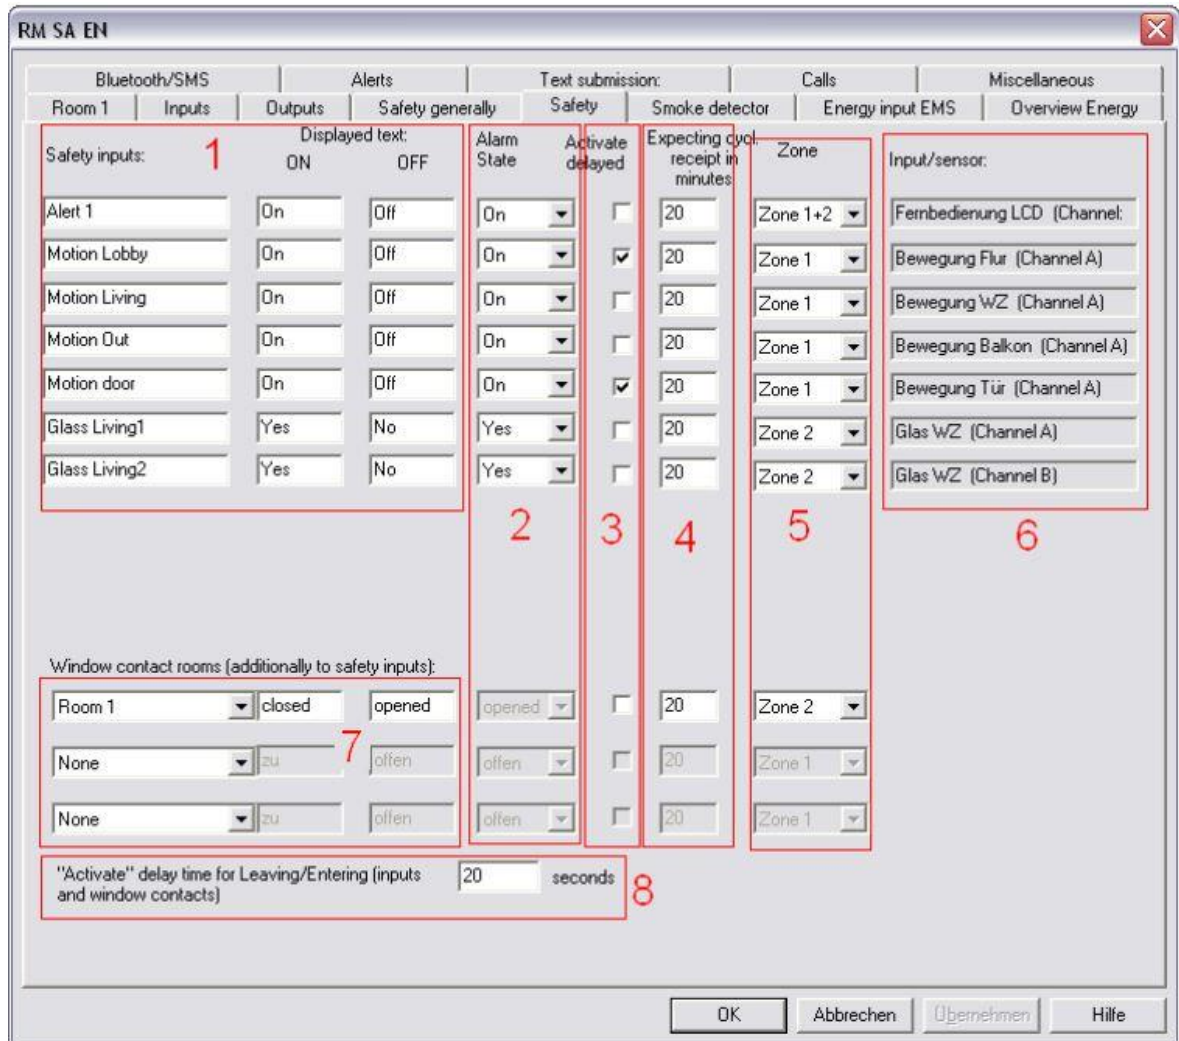 RM SA EN
Bluetooth/SMS Alerts Text submission: Calls Miscellaneous
Room 1 Inputs Outputs Safety generally Safety Smoke detector Energy input EMS Overview Energy
Safety inputs: 1 Displayed text: ON OFF Alarm State Activate delayed Expecting cycl. receipt in minutes Zone Input/sensor:
Alert 1 On Off On 20 Zone 1+2 Fernbedienung LCD (Channel:
Motion Lobby On Off On 20 Zone 1 Bewegung Flur (Channel A)
Motion Living On Off On 20 Zone 1 Bewegung WZ (Channel A)
Motion Out On Off On 20 Zone 1 Bewegung Balkon (Channel A)
Motion door On Off On 20 Zone 1 Bewegung Tür (Channel A)
Glass Living1 Yes No Yes 20 Zone 2 Glas WZ (Channel A)
Glass Living2 Yes No Yes 20 Zone 2 Glas WZ (Channel B)
2 3 4 5 6
Window contact rooms (additionally to safety inputs):
Room 1 closed opened opened 20 Zone 2
7
None zu offen offen 20 Zone 1
None zu offen offen 20 Zone 1
"Activate" delay time for Leaving/Entering (inputs
and window contacts) 20 seconds 8
OK Abbrechen Übernehmen Hilfe